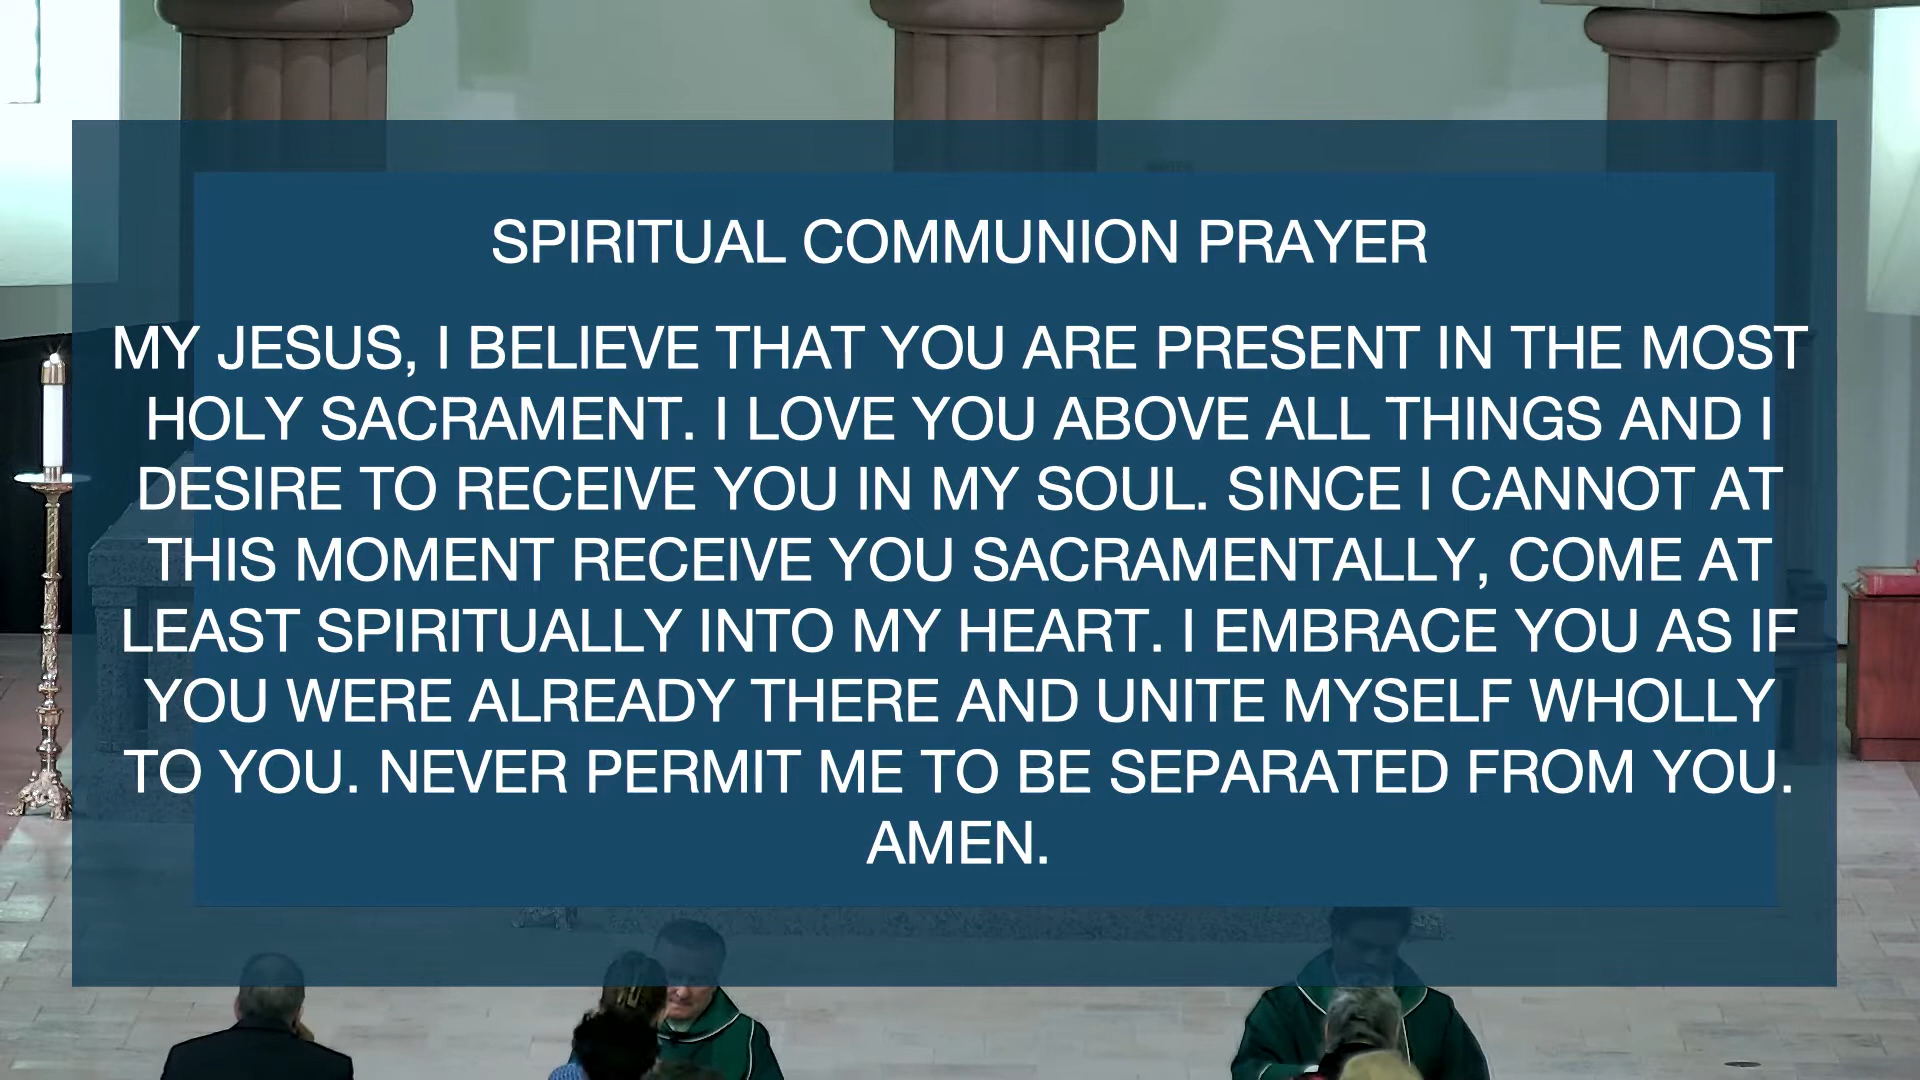 SPIRITUAL COMMUNION PRAYER
MY JESUS, I BELIEVE THAT YOU ARE PRESENT IN THE MOST
HOLY SACRAMENT. I LOVE YOU ABOVE ALL THINGS AND I
DESIRE TO RECEIVE YOU IN MY SOUL. SINCE I CANNOT AT
THIS MOMENT RECEIVE YOU SACRAMENTALLY, COME AT
LEAST SPIRITUALLY INTO MY HEART. I EMBRACE YOU AS IF
YOU WERE ALREADY THERE AND UNITE MYSELF WHOLLY
TO YOU. NEVER PERMIT ME TO BE SEPARATED FROM YOU.
AMEN.